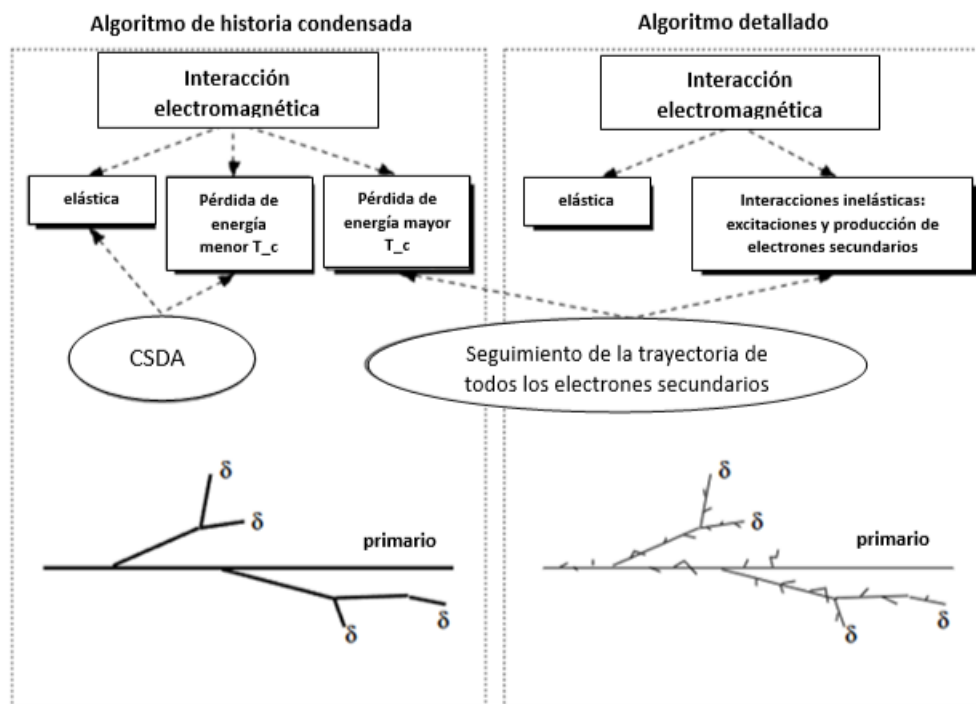 Algoritmo de historia condensada
Interacción
electromagnética
elástica
Pérdida de
energía
menor T_c
Pérdida de
energía mayor
T_c
CSDA
δ
δ
primario
δ
δ
Algoritmo detallado
Interacción
electromagnética
elástica
Interacciones inelásticas:
excitaciones y producción de
electrones secundarios
Seguimiento de la trayectoria de
todos los electrones secundarios
δ
δ
primario
δ
δ